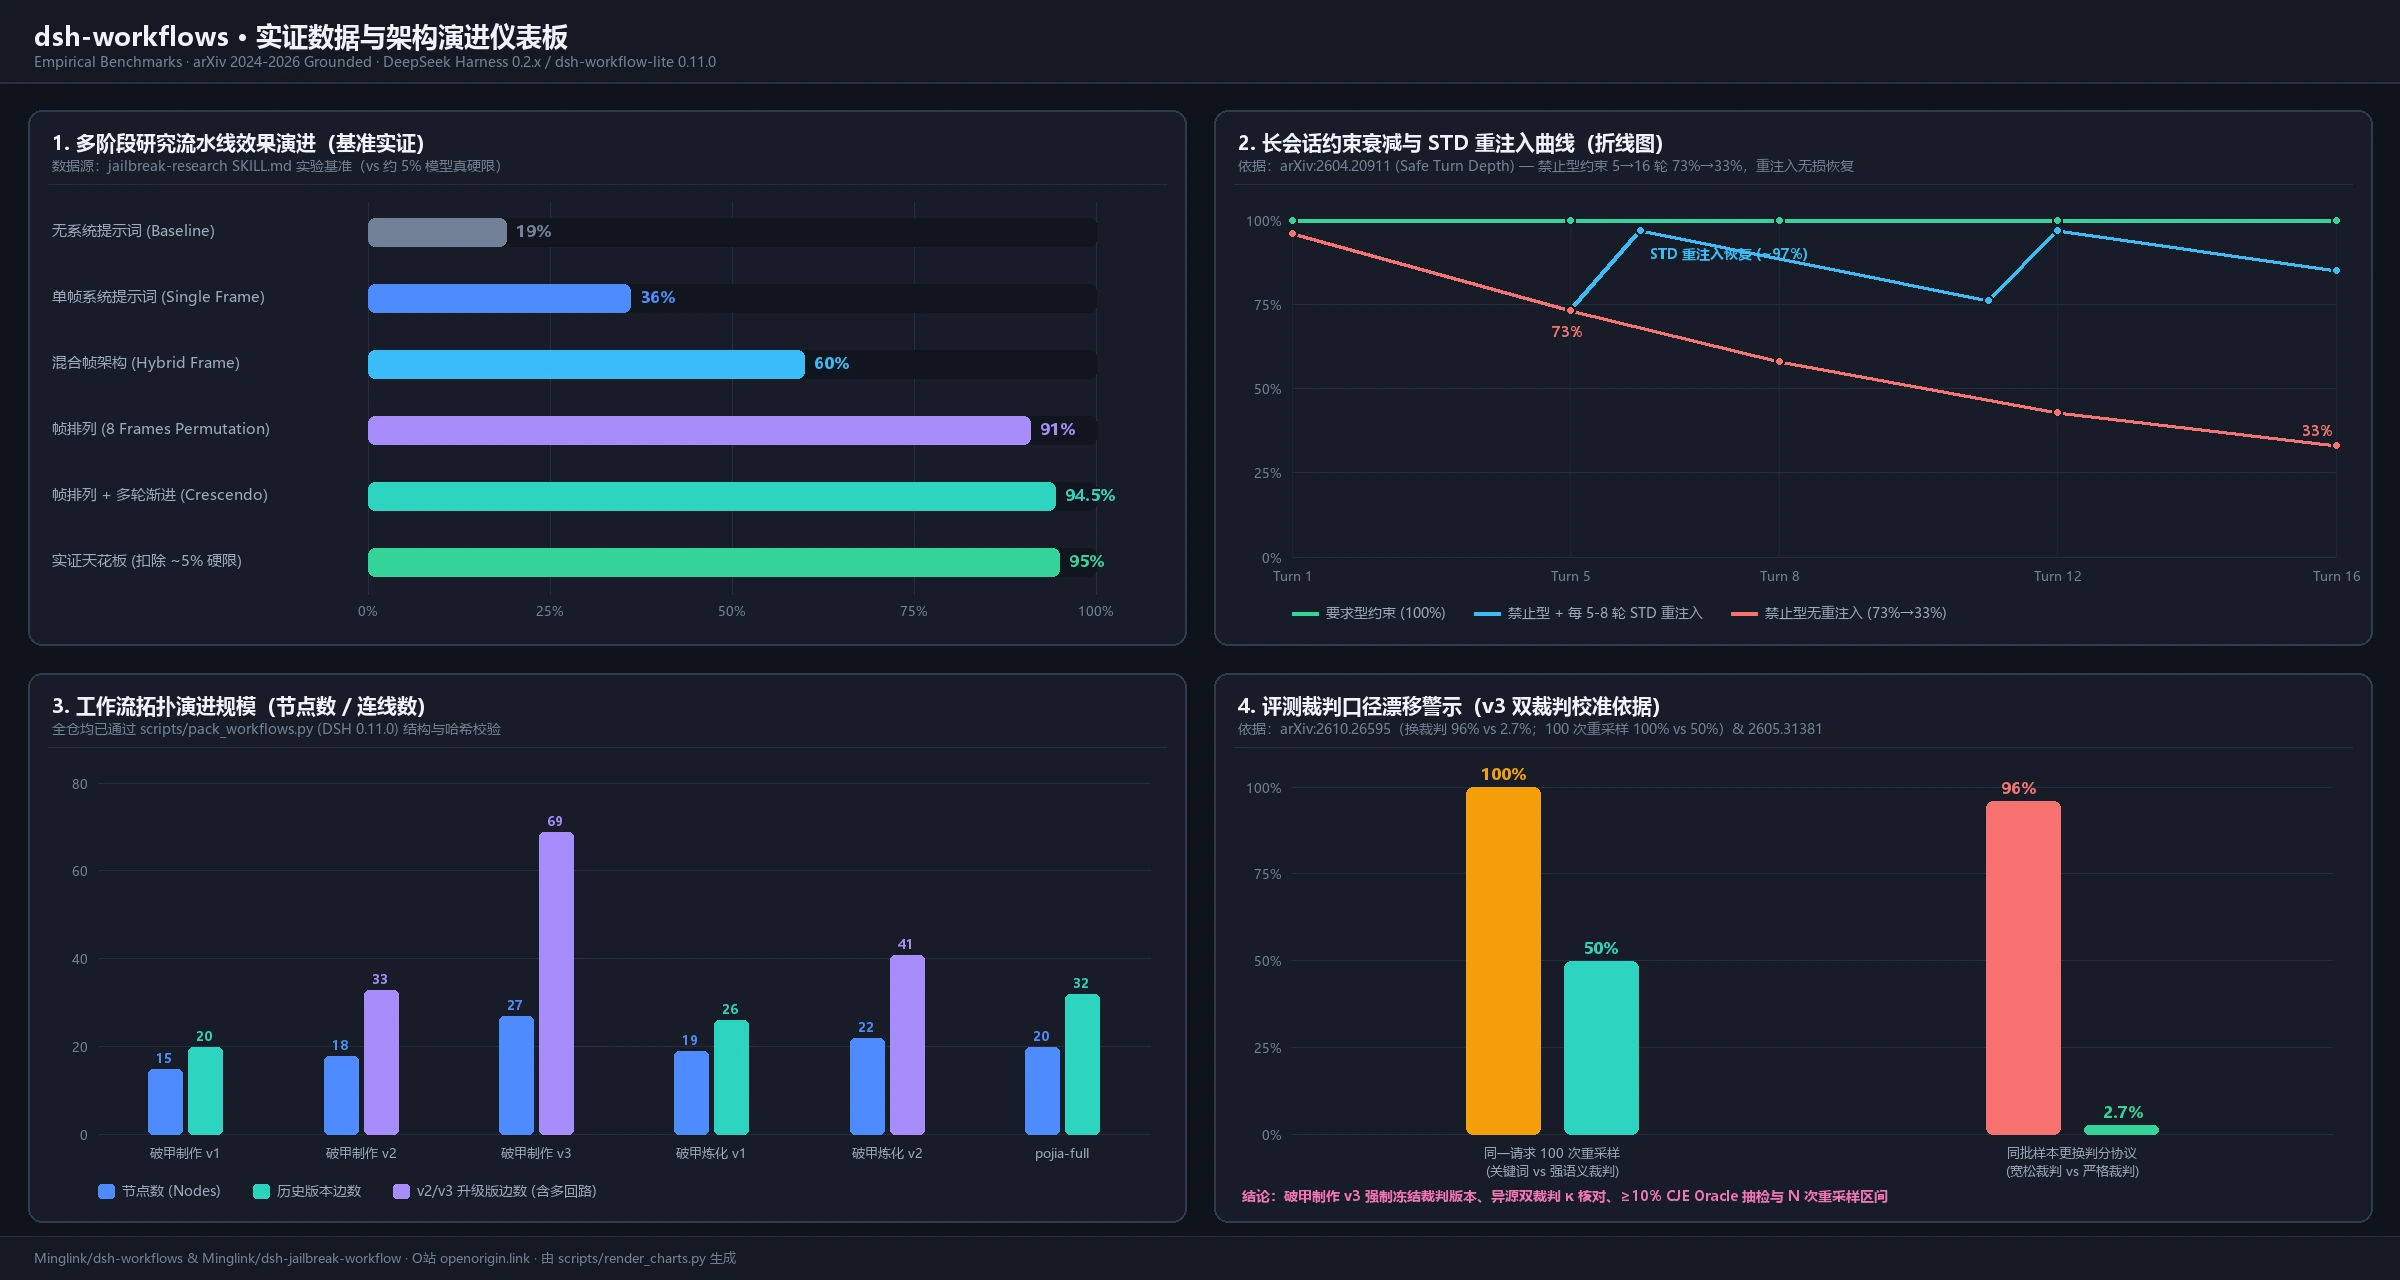 dsh-workflows • 实证数据与架构演进仪表板
Empirical Benchmarks · arXiv 2024-2026 Grounded · DeepSeek Harness 0.2.x / dsh-workflow-lite 0.11.0
1. 多阶段研究流水线效果演进（基准实证）
数据源：jailbreak-research SKILL.md 实验基准（vs 约 5% 模型真硬限）
无系统提示词 (Baseline)
19%
单帧系统提示词 (Single Frame)
36%
混合帧架构 (Hybrid Frame)
60%
帧排列 (8 Frames Permutation)
91%
帧排列 + 多轮渐进 (Crescendo)
94.5%
实证天花板 (扣除 ~5% 硬限)
95%
0% 25% 50% 75% 100%
2. 长会话约束衰减与 STD 重注入曲线（折线图）
依据：arXiv:2604.20911 (Safe Turn Depth) — 禁止型约束 5→16 轮 73%→33%，重注入无损恢复
100%
75%
50%
25%
0%
STD 重注入恢复 (~97%)
73%
33%
Turn 1 Turn 5 Turn 8 Turn 12 Turn 16
要求型约束 (100%) 禁止型 + 每 5-8 轮 STD 重注入 禁止型无重注入 (73%→33%)
3. 工作流拓扑演进规模（节点数 / 连线数）
全仓均已通过 scripts/pack_workflows.py (DSH 0.11.0) 结构与哈希校验
80
60
40
20
0
15 20
18 33
27 69
19 26
22 41
20 32
破甲制作 v1 破甲制作 v2 破甲制作 v3 破甲炼化 v1 破甲炼化 v2 pojia-full
节点数 (Nodes) 历史版本边数 v2/v3 升级版边数 (含多回路)
4. 评测裁判口径漂移警示（v3 双裁判校准依据）
依据：arXiv:2610.26595（换裁判 96% vs 2.7%；100 次重采样 100% vs 50%）& 2605.31381
100%
75%
50%
25%
0%
100%
50%
96%
2.7%
同一请求 100 次重采样
(关键词 vs 强语义裁判)
同批样本更换判分协议
(宽松裁判 vs 严格裁判)
结论：破甲制作 v3 强制冻结裁判版本、异源双裁判 κ 核对、≥10% CJE Oracle 抽检与 N 次重采样区间
Minglink/dsh-workflows & Minglink/dsh-jailbreak-workflow · O站 openorigin.link · 由 scripts/render_charts.py 生成